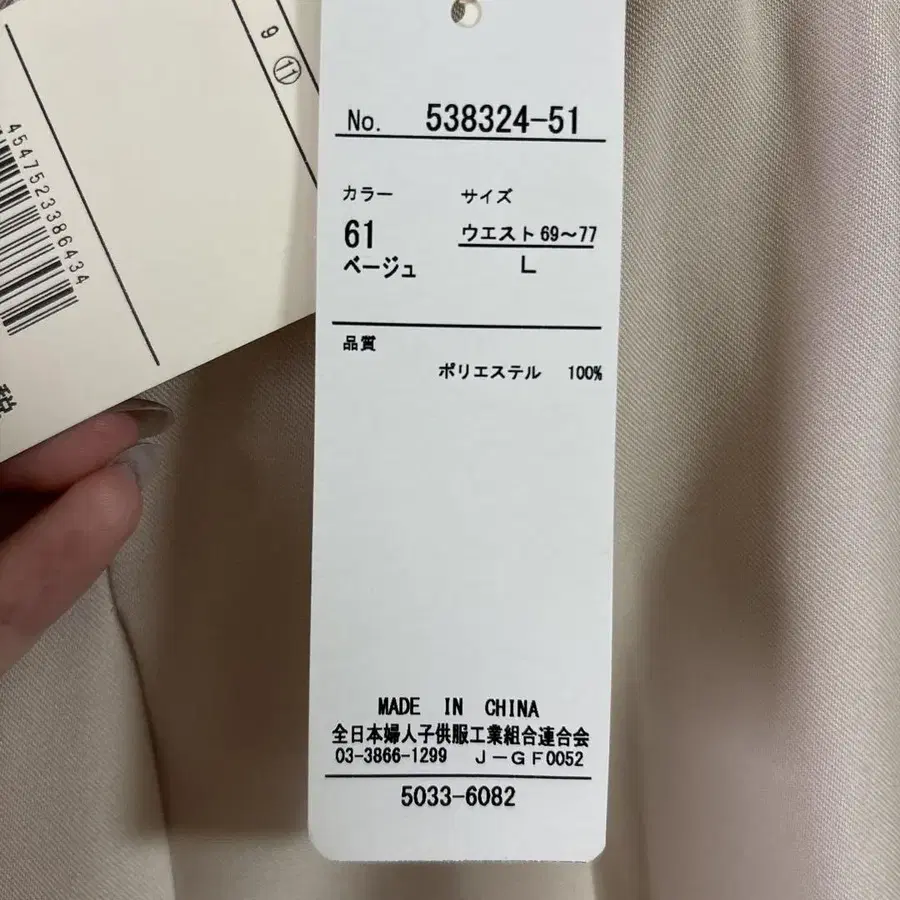 No. 538324-51
カラー サイズ
61 ウエスト69〜77
ベージュ L
品質
ポリエステル 100%
MADE IN CHINA
全日本婦人子供服工業組合連合会
03-3866-1299 J-GF0052
5033-6082
9 ⑪
4547523386434
税